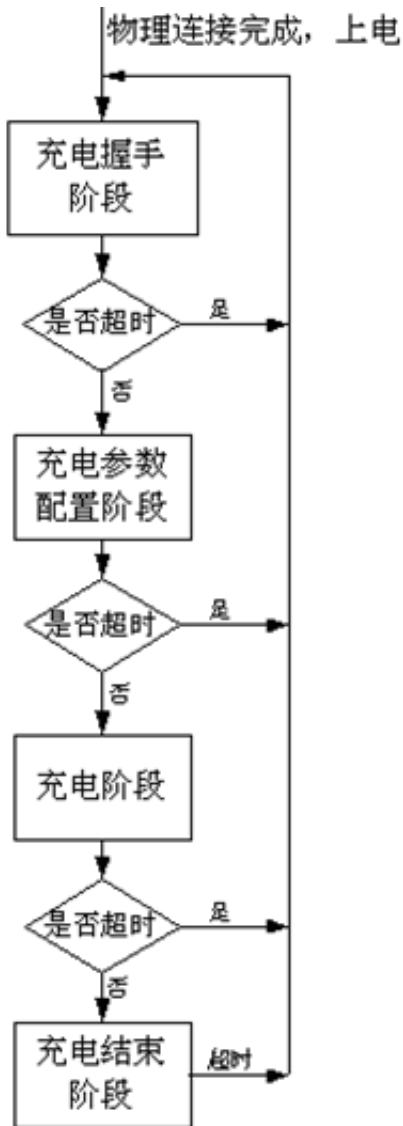 物理连接完成，上电
充电握手
阶段
是否超时
是
否
充电参数
配置阶段
是否超时
是
否
充电阶段
是否超时
是
否
充电结束
阶段
超时